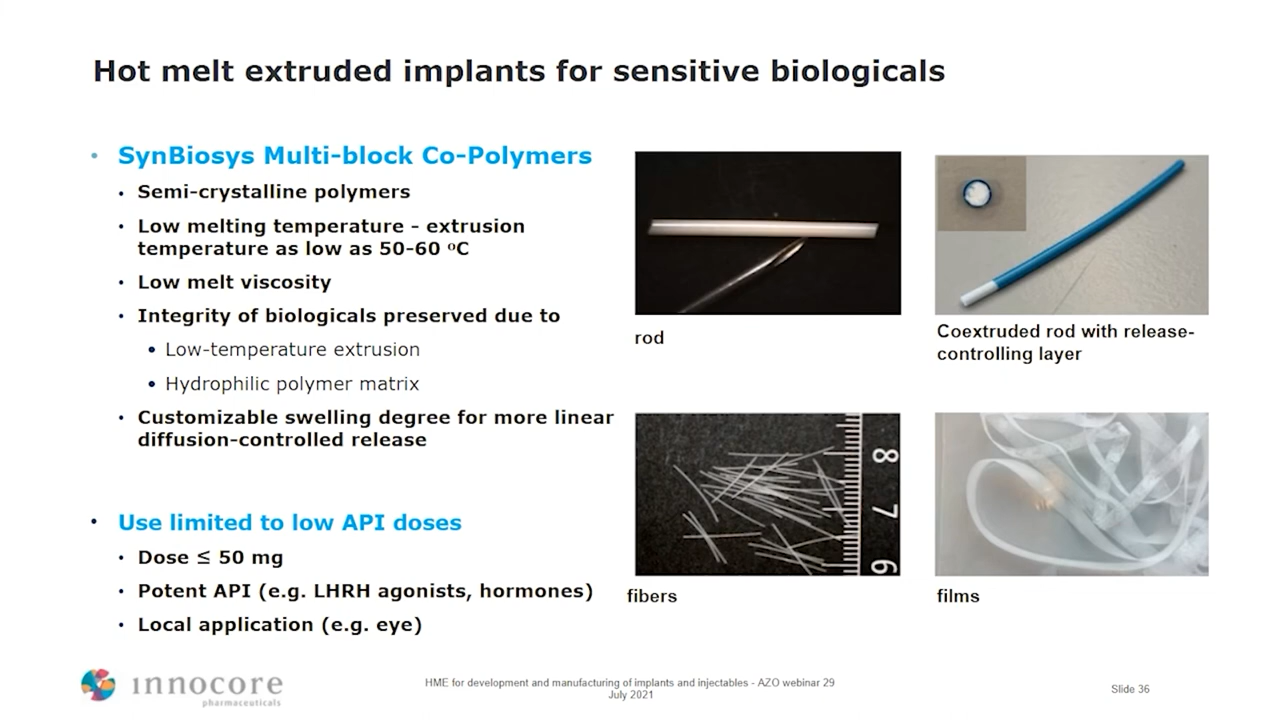 Hot melt extruded implants for sensitive biologicals
• SynBiosys Multi-block Co-Polymers
• Semi-crystalline polymers
• Low melting temperature - extrusion
temperature as low as 50-60 ᵒC
• Low melt viscosity
• Integrity of biologicals preserved due to
• Low-temperature extrusion
• Hydrophilic polymer matrix
• Customizable swelling degree for more linear
diffusion-controlled release
• Use limited to low API doses
• Dose ≤ 50 mg
• Potent API (e.g. LHRH agonists, hormones)
• Local application (e.g. eye)
rod
Coextruded rod with release-
controlling layer
8
7
6
fibers
films
innocore
pharmaceuticals
HME for development and manufacturing of implants and injectables - AZO webinar 29
July 2021
Slide 36